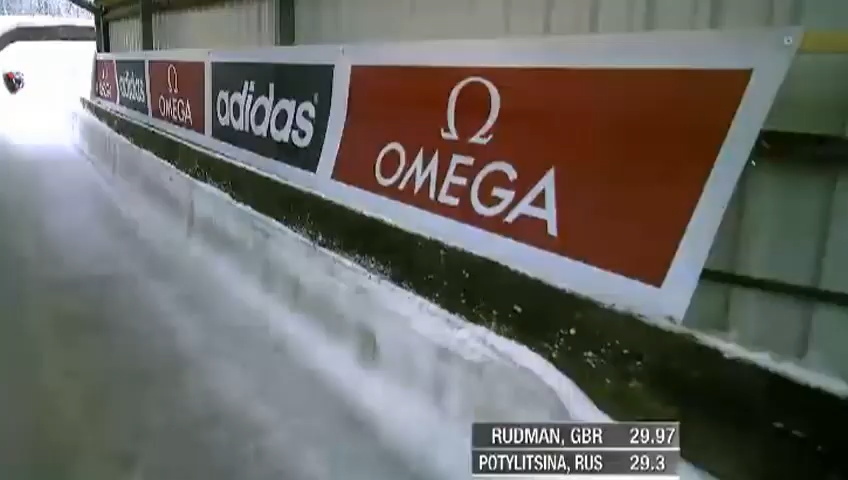 OMEGA
adidas
OMEGA
adidas
Ω
OMEGA
RUDMAN, GBR 29.97
POTYLITSINA, RUS 29.3